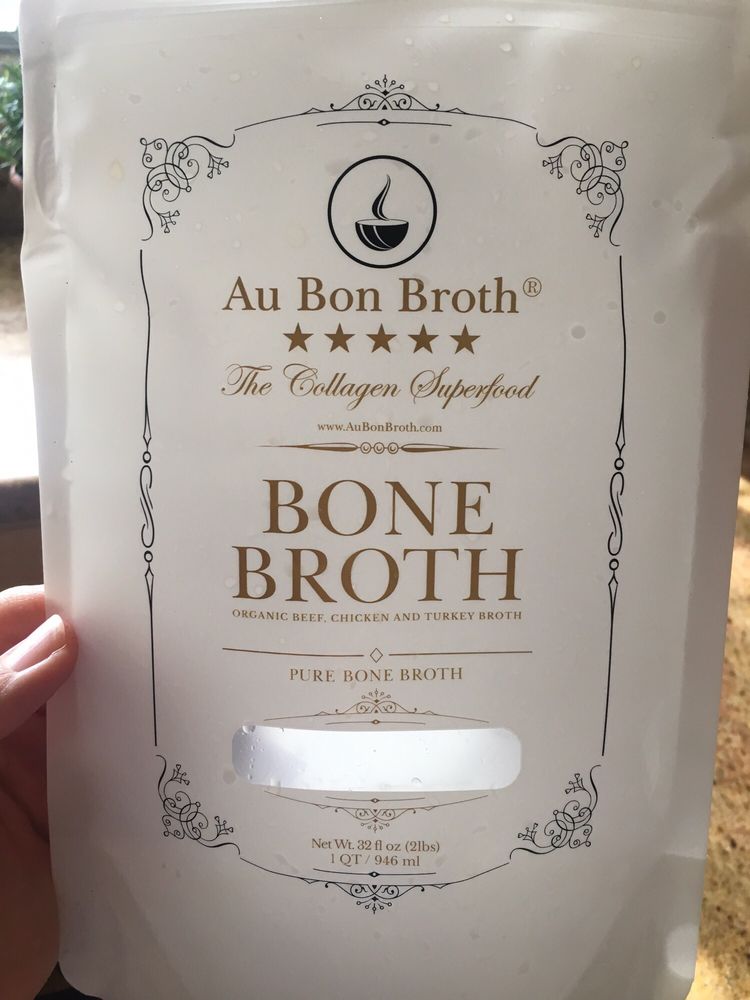 Au Bon Broth®
The Collagen Superfood
www.AuBonBroth.com
BONE
BROTH
ORGANIC BEEF, CHICKEN AND TURKEY BROTH
PURE BONE BROTH
Net Wt. 32 fl oz (2lbs)
1 QT / 946 ml